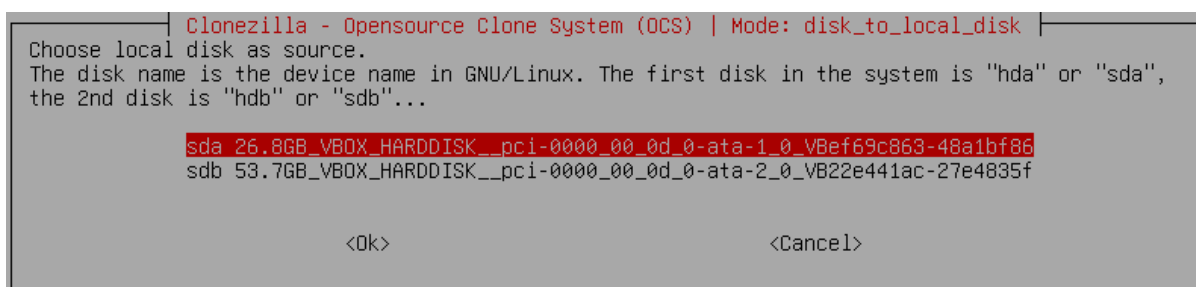 Clonezilla - Opensource Clone System (OCS) | Mode: disk_to_local_disk
Choose local disk as source.
The disk name is the device name in GNU/Linux. The first disk in the system is "hda" or "sda",
the 2nd disk is "hdb" or "sdb"...
sda 26.8GB_VBOX_HARDDISK__pci-0000_00_0d_0-ata-1_0_VBef69c863-48a1bf86
sdb 53.7GB_VBOX_HARDDISK__pci-0000_00_0d_0-ata-2_0_VB22e441ac-27e4835f
<Ok> <Cancel>